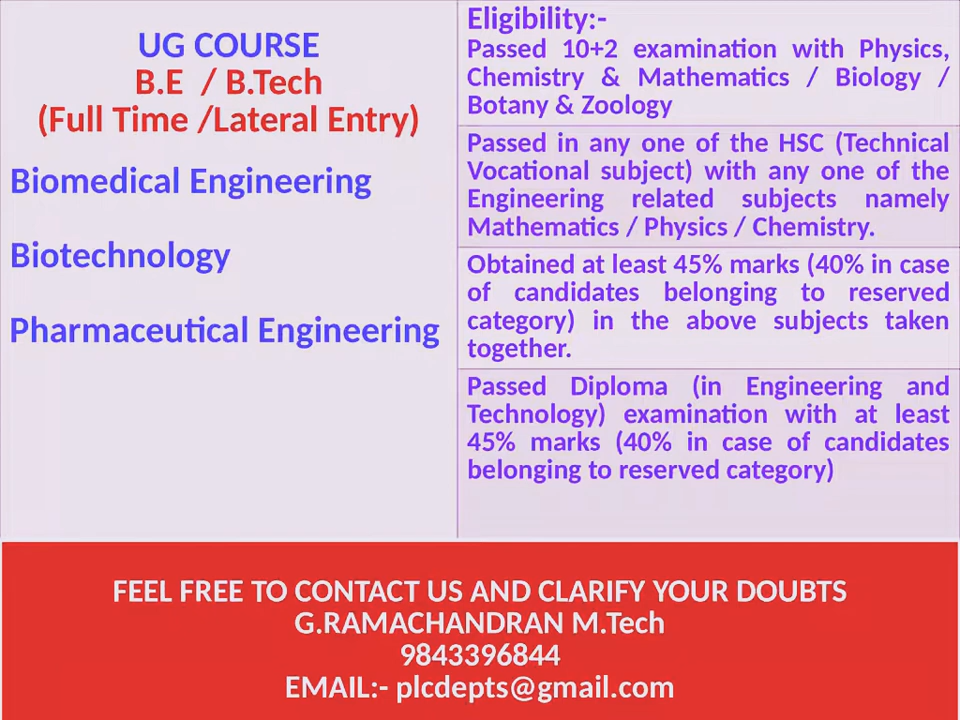 UG COURSE
B.E / B.Tech
(Full Time /Lateral Entry)
Biomedical Engineering
Biotechnology
Pharmaceutical Engineering
Eligibility:-
Passed 10+2 examination with Physics,
Chemistry & Mathematics / Biology /
Botany & Zoology
Passed in any one of the HSC (Technical
Vocational subject) with any one of the
Engineering related subjects namely
Mathematics / Physics / Chemistry.
Obtained at least 45% marks (40% in case
of candidates belonging to reserved
category) in the above subjects taken
together.
Passed Diploma (in Engineering and
Technology) examination with at least
45% marks (40% in case of candidates
belonging to reserved category)
FEEL FREE TO CONTACT US AND CLARIFY YOUR DOUBTS
G.RAMACHANDRAN M.Tech
9843396844
EMAIL:- plcdepts@gmail.com